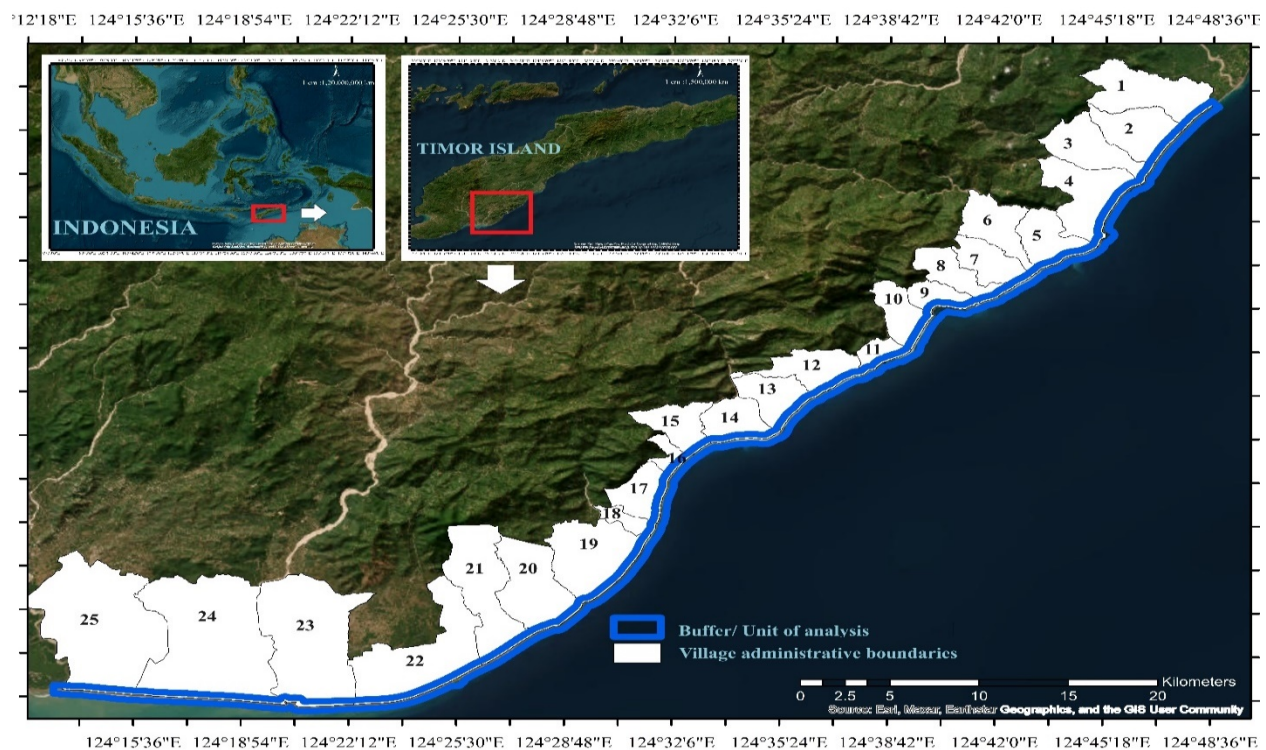 °12'18"E 124°15'36"E 124°18'54"E 124°22'12"E 124°25'30"E 124°28'48"E 124°32'6"E 124°35'24"E 124°38'42"E 124°42'0"E 124°45'18"E 124°48'36"E
INDONESIA
TIMOR ISLAND
1
2
3
4
5
6
7
8
9
10
11
12
13
14
15
16
17
18
19
20
21
22
23
24
25
Buffer/ Unit of analysis
Village administrative boundaries
Kilometers
0 2.5 5 10 15 20
Source: Esri, Maxar, Earthstar Geographics, and the GIS User Community
124°15'36"E 124°18'54"E 124°22'12"E 124°25'30"E 124°28'48"E 124°32'6"E 124°35'24"E 124°38'42"E 124°42'0"E 124°45'18"E 124°48'36"E